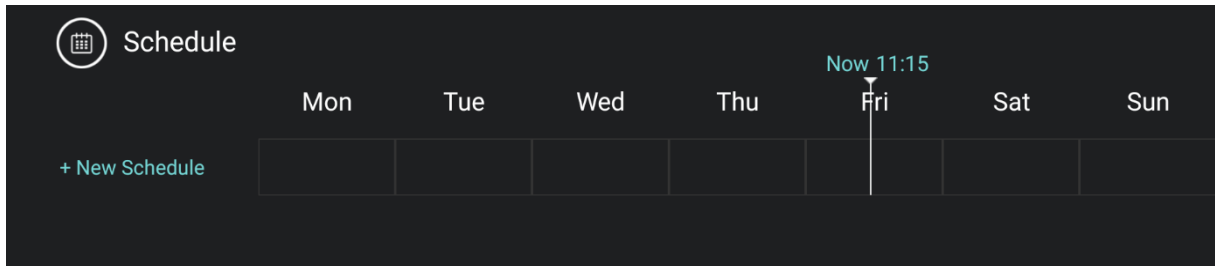 Schedule
Now 11:15
Mon Tue Wed Thu Fri Sat Sun
+ New Schedule